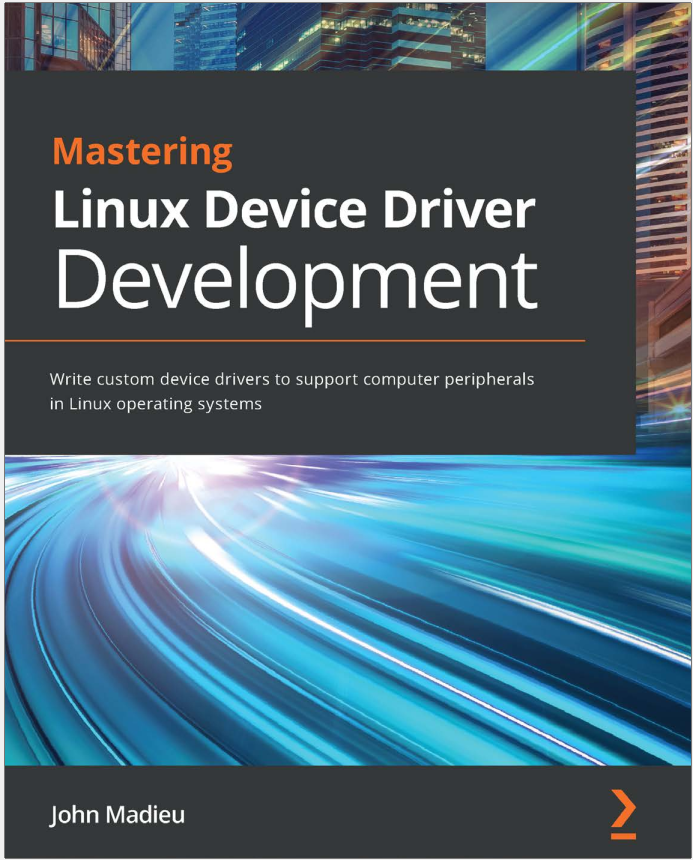 Mastering
Linux Device Driver
Development
Write custom device drivers to support computer peripherals
in Linux operating systems
John Madieu